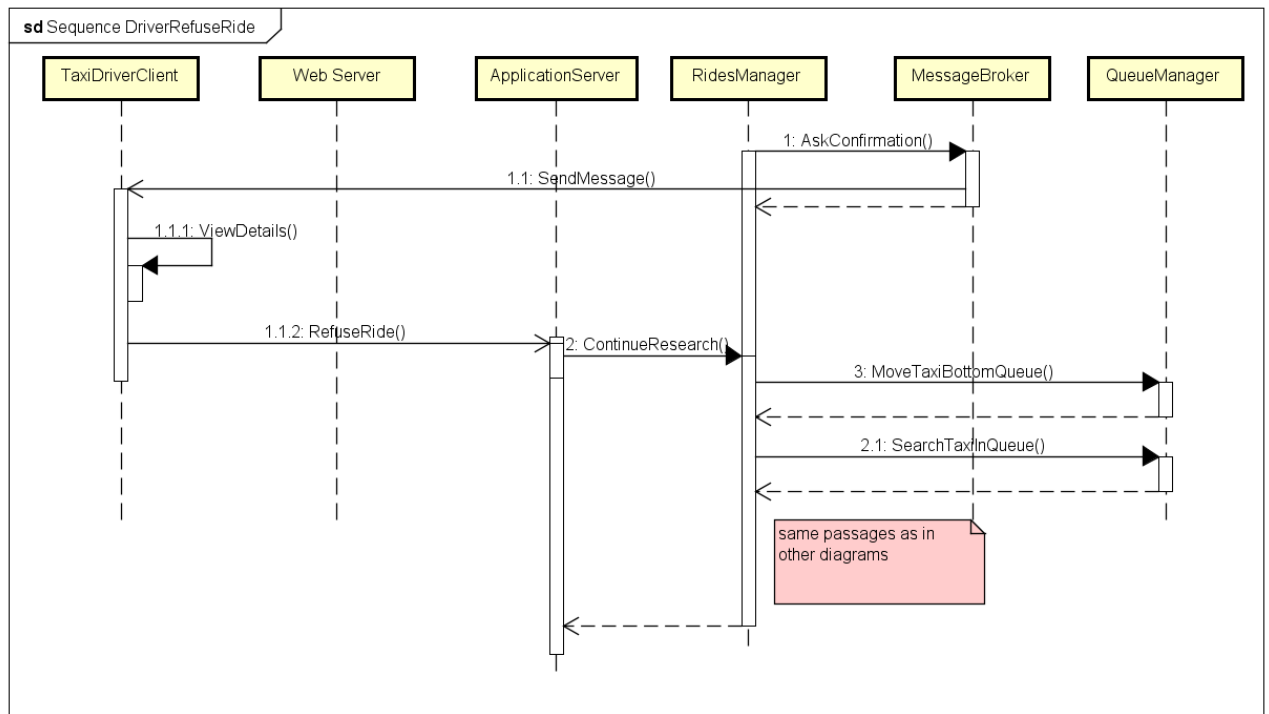 sd Sequence DriverRefuseRide
TaxiDriverClient
Web Server
ApplicationServer
RidesManager
MessageBroker
QueueManager
1: AskConfirmation()
1.1: SendMessage()
1.1.1: ViewDetails()
1.1.2: RefuseRide()
2: ContinueResearch()
3: MoveTaxiBottomQueue()
2.1: SearchTaxiInQueue()
same passages as in
other diagrams